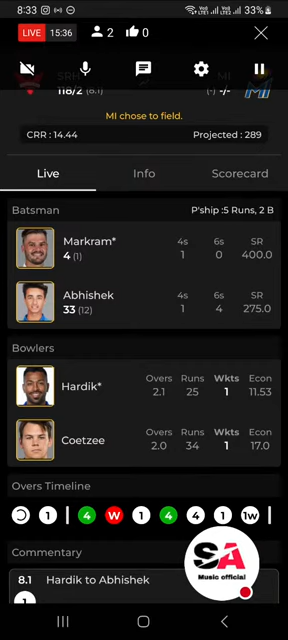 8:33
33%
LIVE 15:36 2 0
SRH MI
118/2 (8.1) (-) -/-
MI
MI chose to field.
CRR : 14.44 Projected : 289
Live Info Scorecard
Batsman P'ship :5 Runs, 2 B
Markram* 4s 6s SR
4 (1) 1 0 400.0
Abhishek 4s 6s SR
33 (12) 1 4 275.0
Bowlers
Hardik* Overs Runs Wkts Econ
2.1 25 1 11.53
Coetzee Overs Runs Wkts Econ
2.0 34 1 17.0
Overs Timeline
1 4 W 1 4 4 1 1w
SA
Music official
Commentary
8.1 Hardik to Abhishek
1